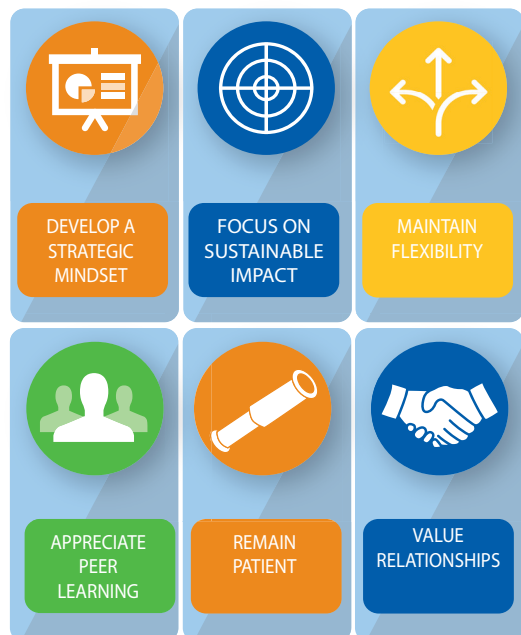 DEVELOP A
STRATEGIC
MINDSET
FOCUS ON
SUSTAINABLE
IMPACT
MAINTAIN
FLEXIBILITY
APPRECIATE
PEER
LEARNING
REMAIN
PATIENT
VALUE
RELATIONSHIPS